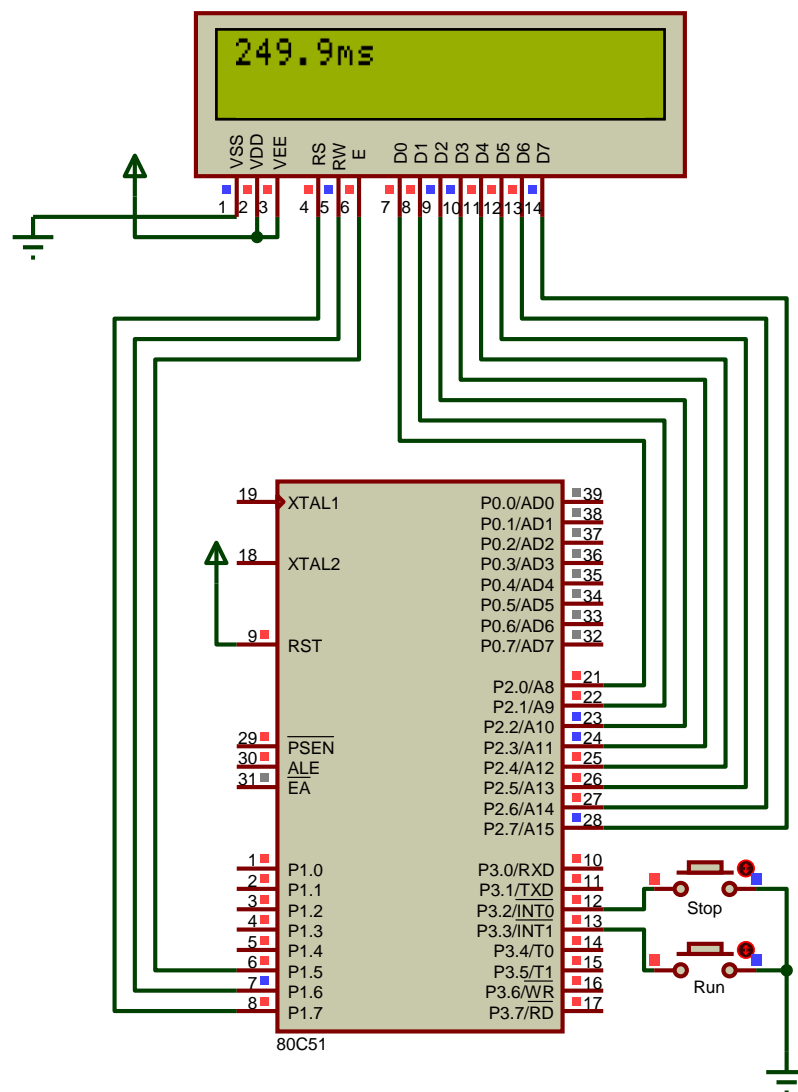 249.9ms
VSS VDD VEE RS RW E D0 D1 D2 D3 D4 D5 D6 D7
1 2 3 4 5 6 7 8 9 10 11 12 13 14
19 XTAL1 P0.0/AD0 39
P0.1/AD1 38
18 XTAL2 P0.2/AD2 37
P0.3/AD3 36
P0.4/AD4 35
P0.5/AD5 34
P0.6/AD6 33
9 RST P0.7/AD7 32
P2.0/A8 21
P2.1/A9 22
P2.2/A10 23
29 PSEN P2.3/A11 24
30 ALE P2.4/A12 25
31 EA P2.5/A13 26
P2.6/A14 27
P2.7/A15 28
1 P1.0 P3.0/RXD 10
2 P1.1 P3.1/TXD 11
3 P1.2 P3.2/INT0 12 Stop
4 P1.3 P3.3/INT1 13
5 P1.4 P3.4/T0 14
6 P1.5 P3.5/T1 15
7 P1.6 P3.6/WR 16 Run
8 P1.7 P3.7/RD 17
80C51